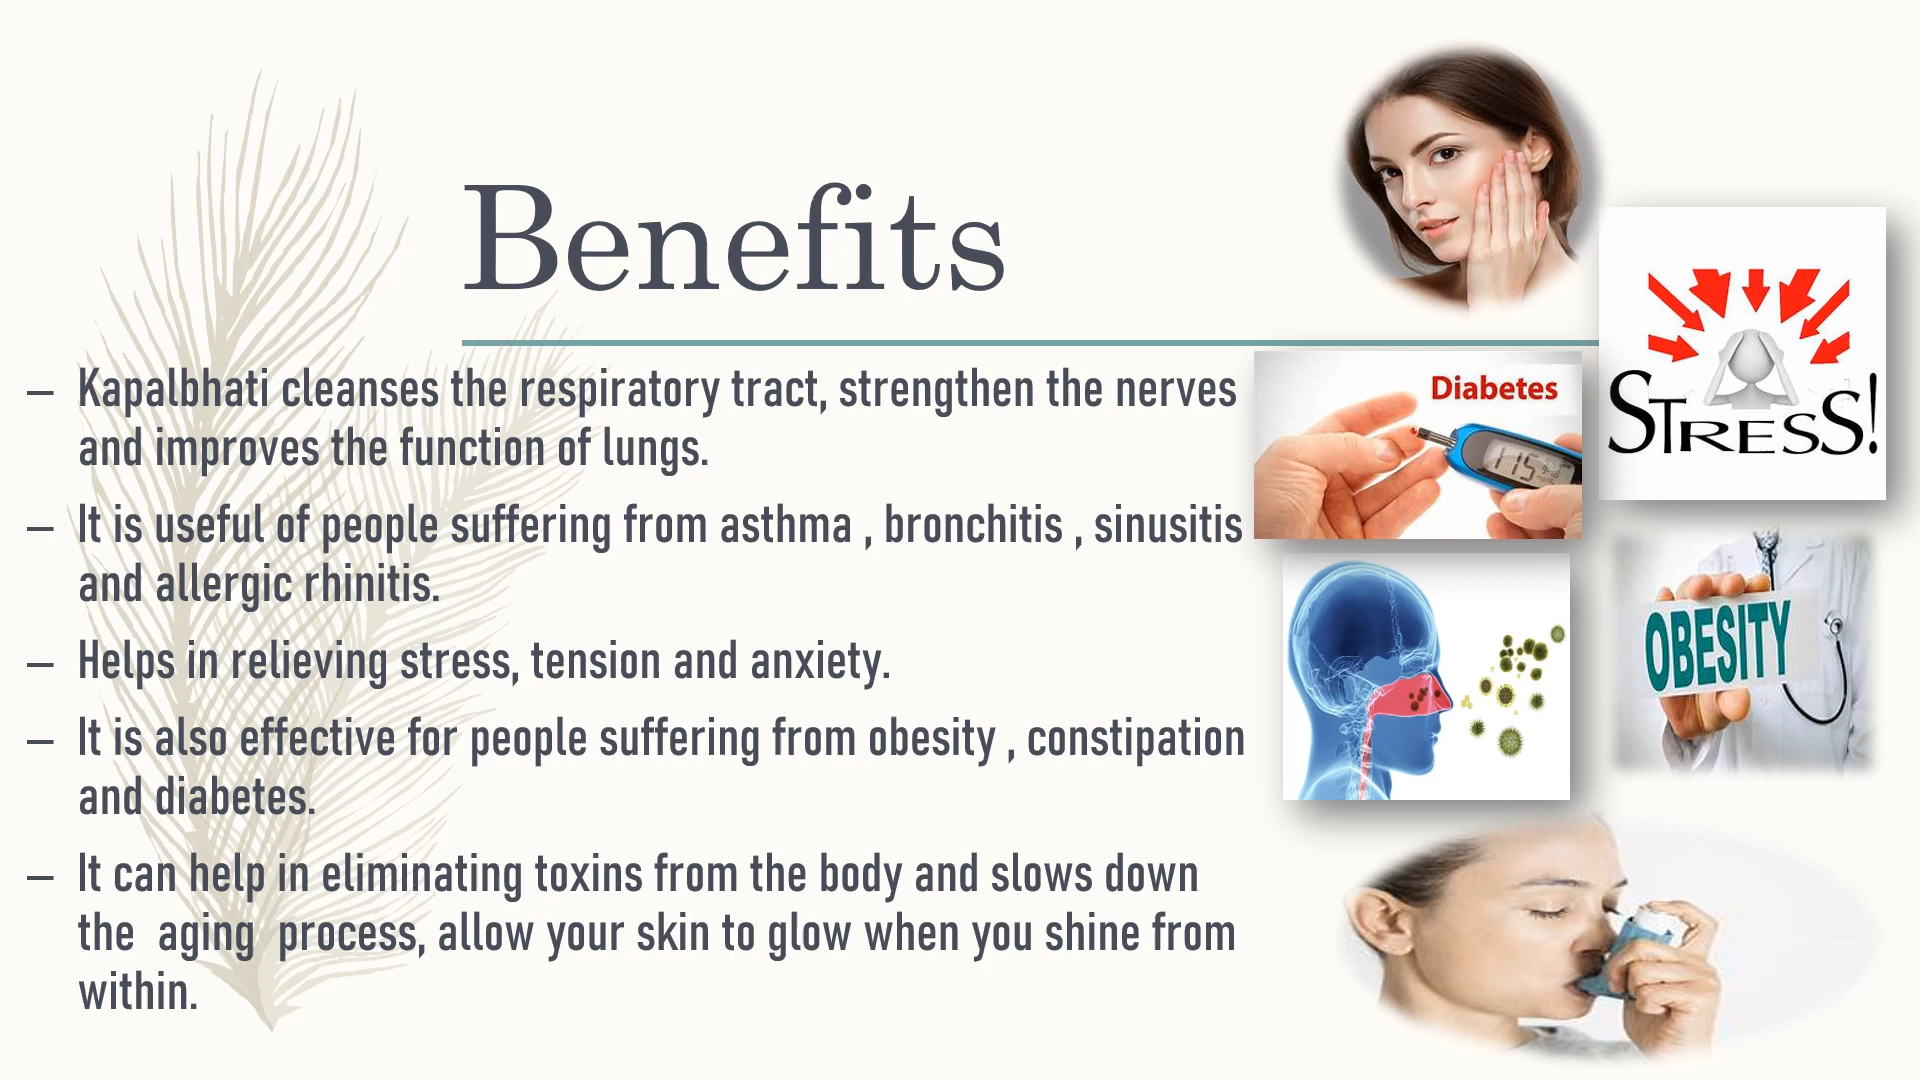 Benefits
– Kapalbhati cleanses the respiratory tract, strengthen the nerves
and improves the function of lungs.
– It is useful of people suffering from asthma , bronchitis , sinusitis
and allergic rhinitis.
– Helps in relieving stress, tension and anxiety.
– It is also effective for people suffering from obesity , constipation
and diabetes.
– It can help in eliminating toxins from the body and slows down
the  aging  process, allow your skin to glow when you shine from
within.
Diabetes
115
STRESS!
OBESITY